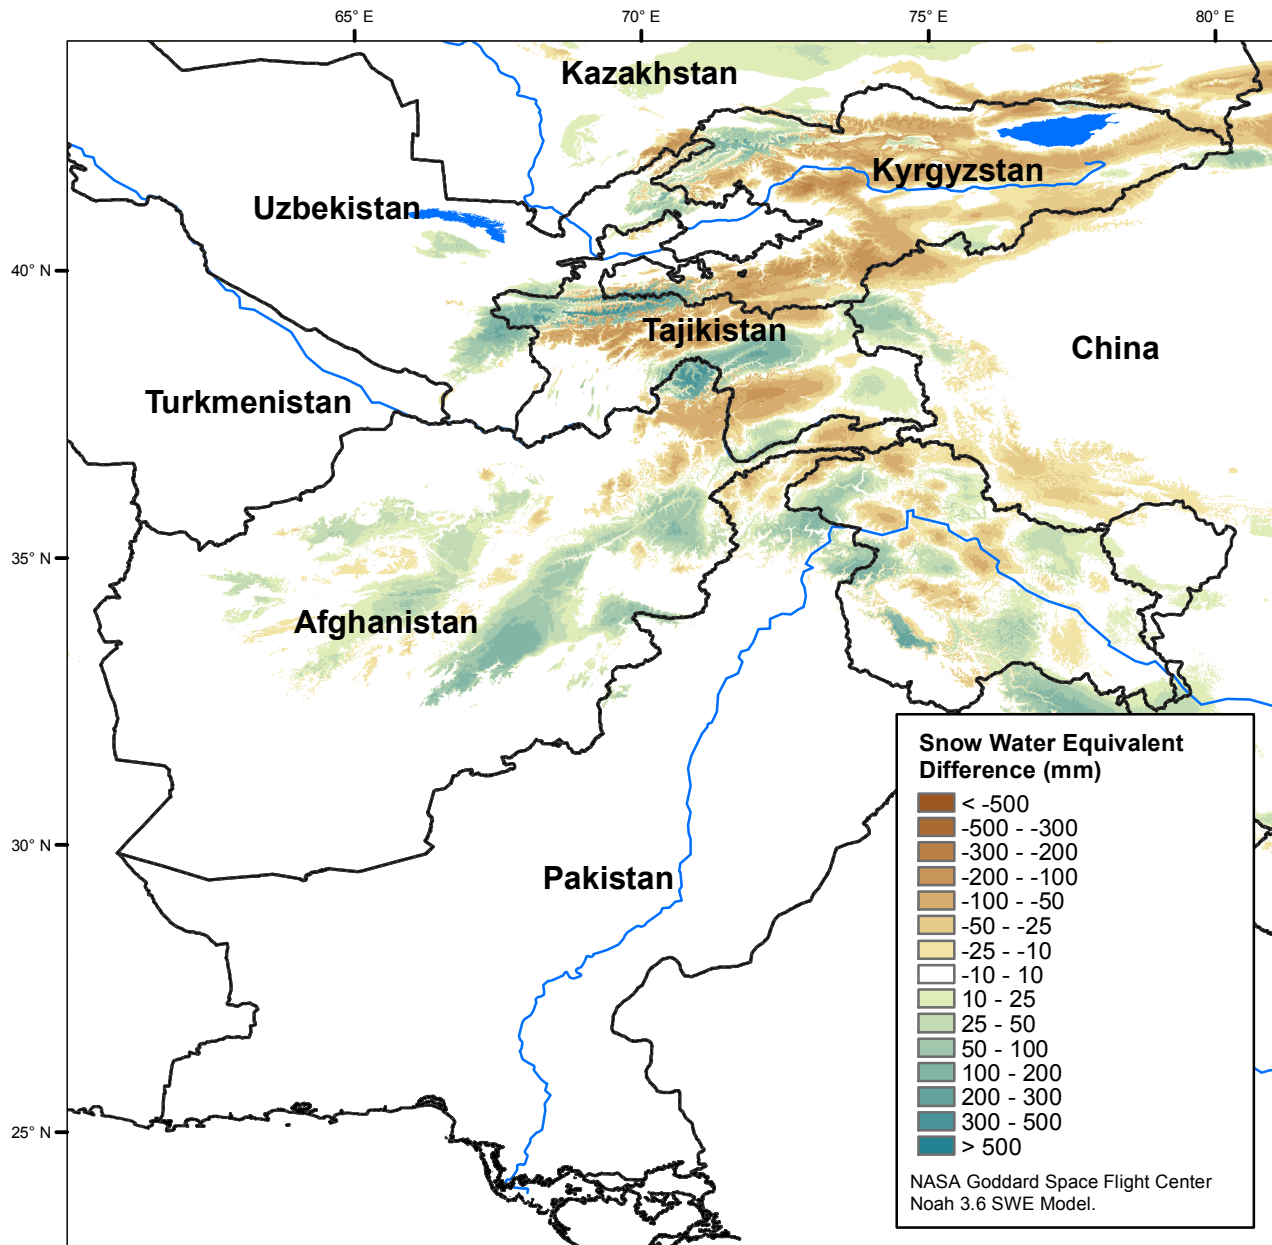 65° E
70° E
75° E
80° E
Kazakhstan
Kyrgyzstan
Uzbekistan
40° N
Tajikistan
China
Turkmenistan
35° N
Afghanistan
Snow Water Equivalent
Difference (mm)
< -500
-500 - -300
-300 - -200
-200 - -100
-100 - -50
-50 - -25
-25 - -10
-10 - 10
10 - 25
25 - 50
50 - 100
100 - 200
200 - 300
300 - 500
> 500
NASA Goddard Space Flight Center
Noah 3.6 SWE Model.
30° N
Pakistan
25° N